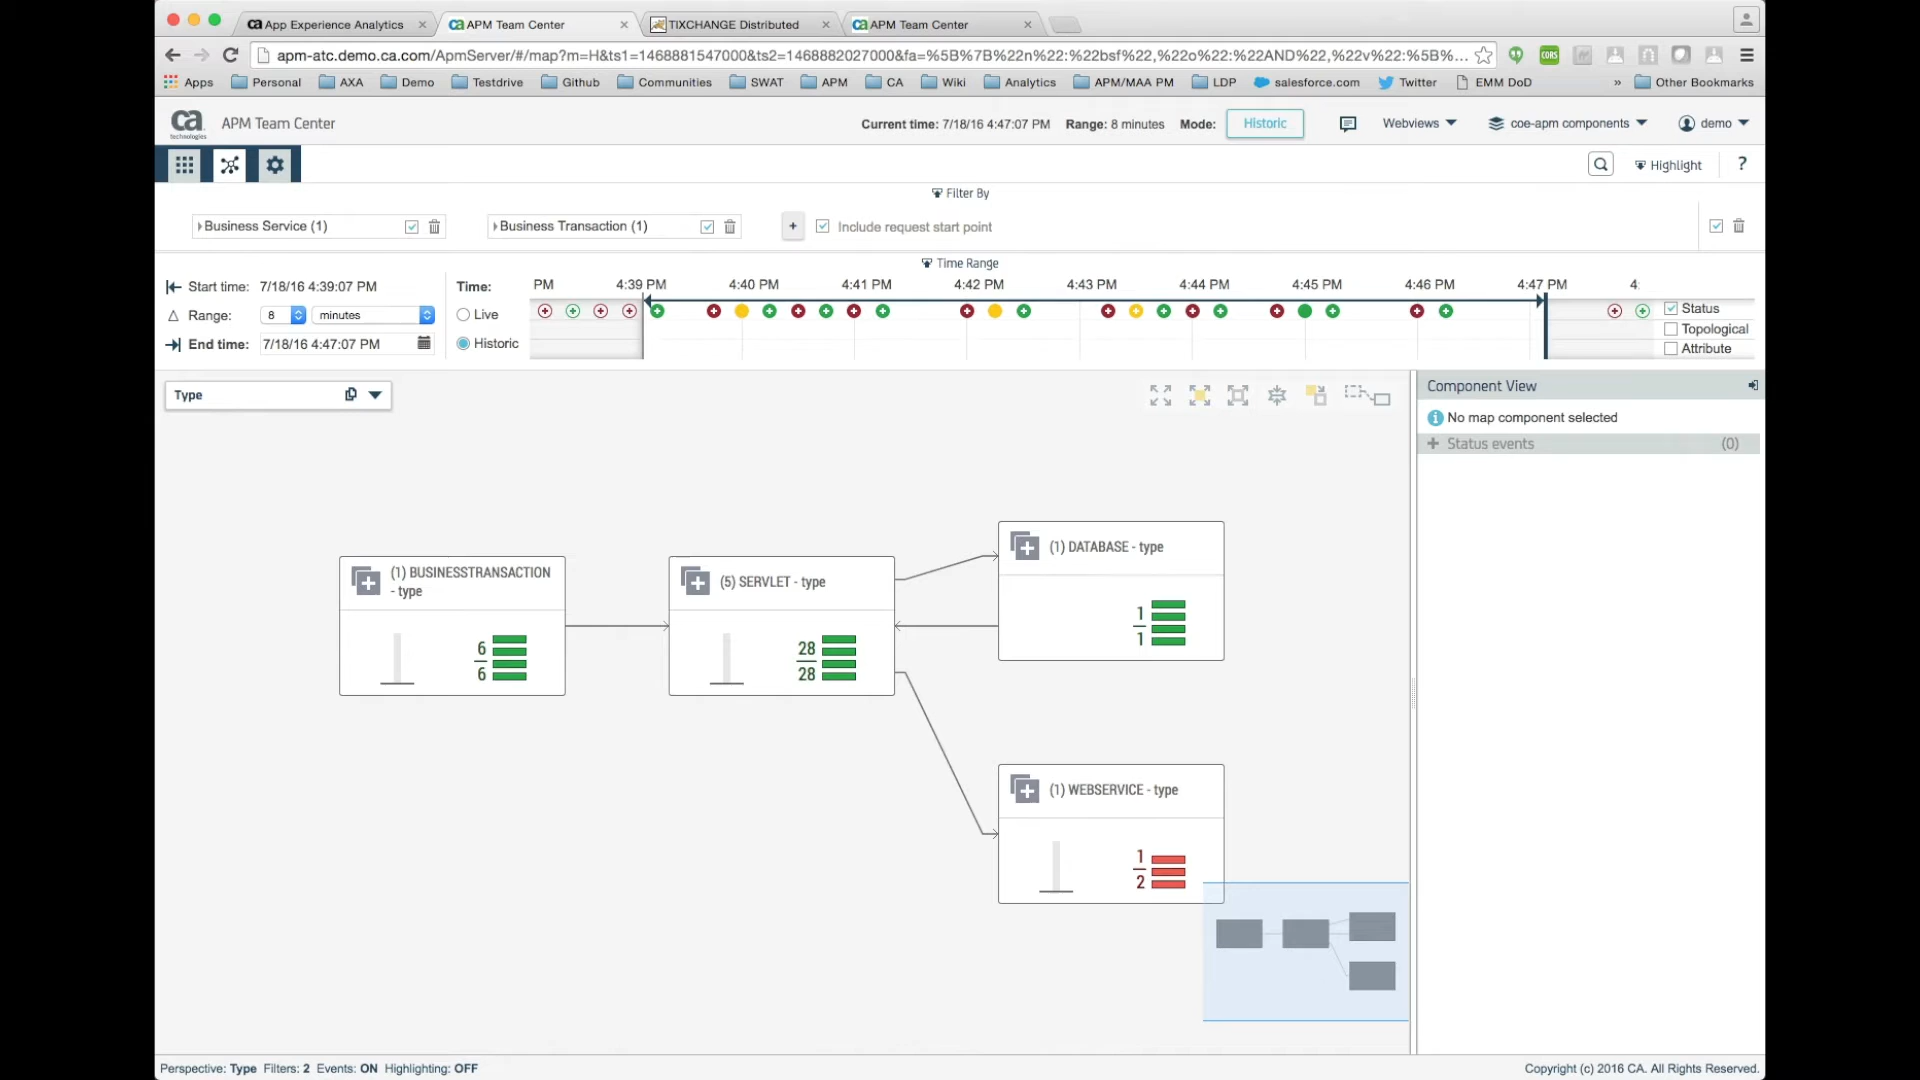 App Experience Analytics
APM Team Center
TIXCHANGE Distributed
APM Team Center
apm-atc.demo.ca.com/ApmServer/#/map?m=H&ts1=1468881547000&ts2=1468882027000&fa=%5B%7B%22n%22:%22bsf%22,%22o%22:%22AND%22,%22v%22:%5B%...
CORS
Apps Personal AXA Demo Testdrive Github Communities SWAT APM CA Wiki Analytics APM/MAA PM LDP salesforce.com Twitter EMM DoD » Other Bookmarks
ca technologies APM Team Center
Current time: 7/18/16 4:47:07 PM Range: 8 minutes Mode: Historic Webviews coe-apm components demo
Highlight ?
Filter By
Business Service (1) Business Transaction (1) + Include request start point
Time Range
Start time: 7/18/16 4:39:07 PM Time: PM 4:39 PM 4:40 PM 4:41 PM 4:42 PM 4:43 PM 4:44 PM 4:45 PM 4:46 PM 4:47 PM 4:
Range: 8 minutes Live Status
Topological
End time: 7/18/16 4:47:07 PM Historic Attribute
Type
Component View
No map component selected
Status events (0)
(1) BUSINESSTRANSACTION
- type
6
6
(5) SERVLET - type
28
28
(1) DATABASE - type
1
1
(1) WEBSERVICE - type
1
2
Perspective: Type Filters: 2 Events: ON Highlighting: OFF
Copyright (c) 2016 CA. All Rights Reserved.